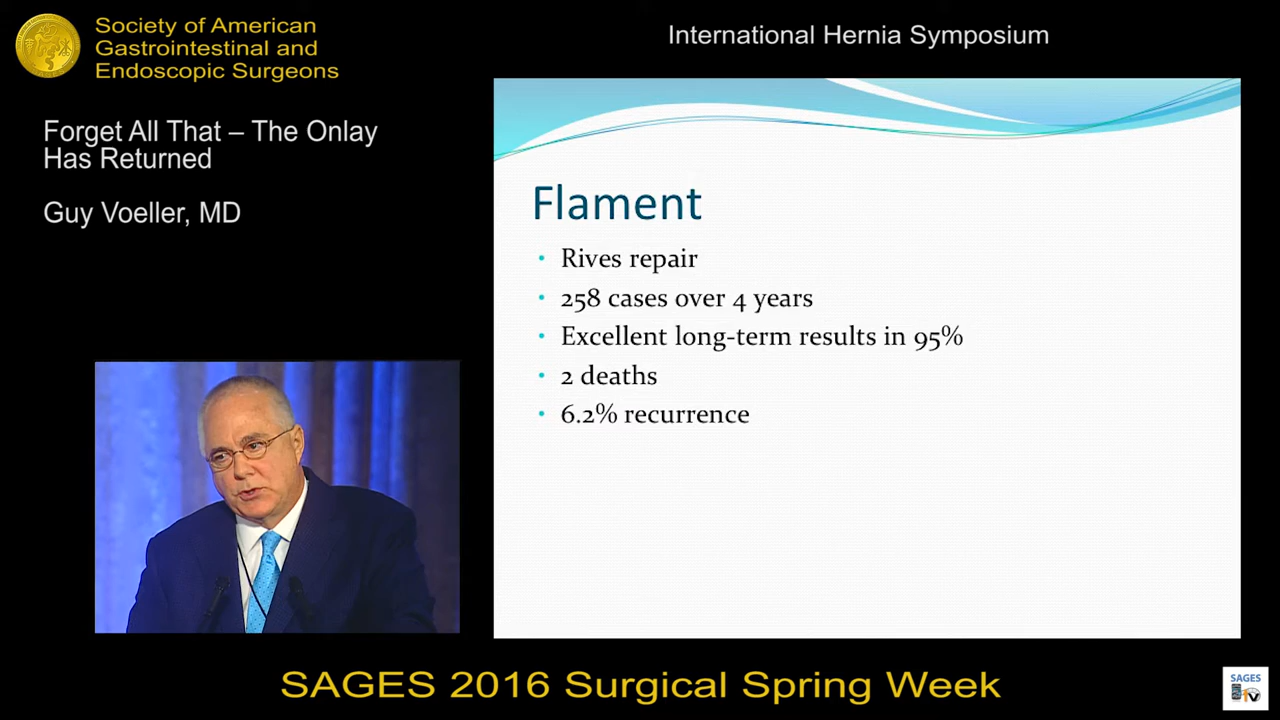 Society of American
Gastrointestinal and
Endoscopic Surgeons
International Hernia Symposium
Forget All That – The Onlay
Has Returned
Guy Voeller, MD
Flament
• Rives repair
• 258 cases over 4 years
• Excellent long-term results in 95%
• 2 deaths
• 6.2% recurrence
SAGES 2016 Surgical Spring Week
SAGES
TV